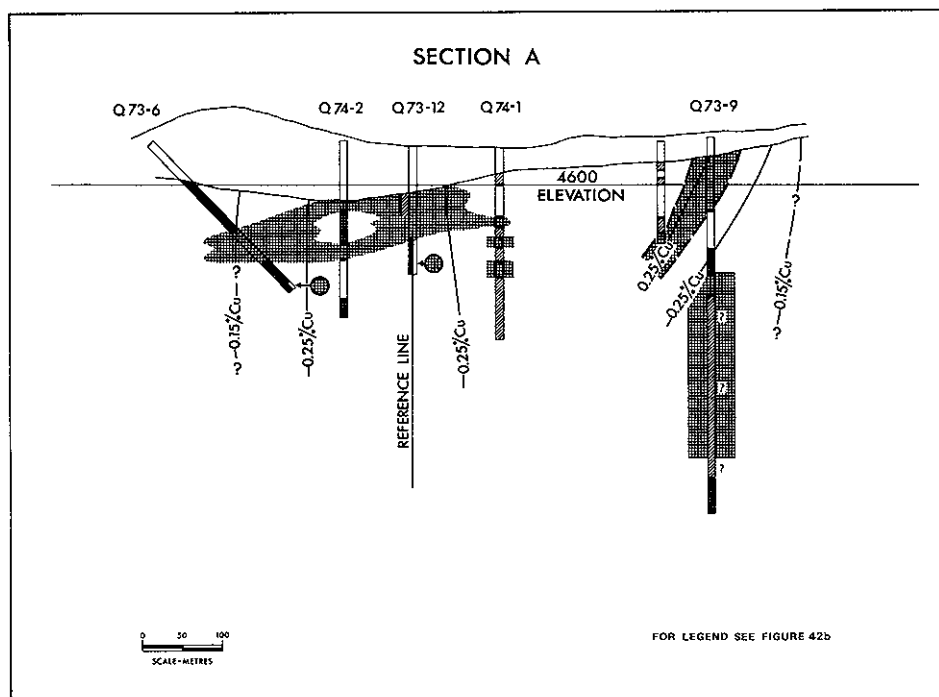 SECTION A
Q73-6 Q74-2 Q73-12 Q74-1 Q73-9
4600
ELEVATION
?
—0.15%Cu—
?
—0.25%Cu
REFERENCE LINE
—0.25%Cu
0.25%Cu
—0.25%Cu
?
—0.15%Cu—
?
?
?
?
0 50 100
SCALE-METRES
FOR LEGEND SEE FIGURE 42b